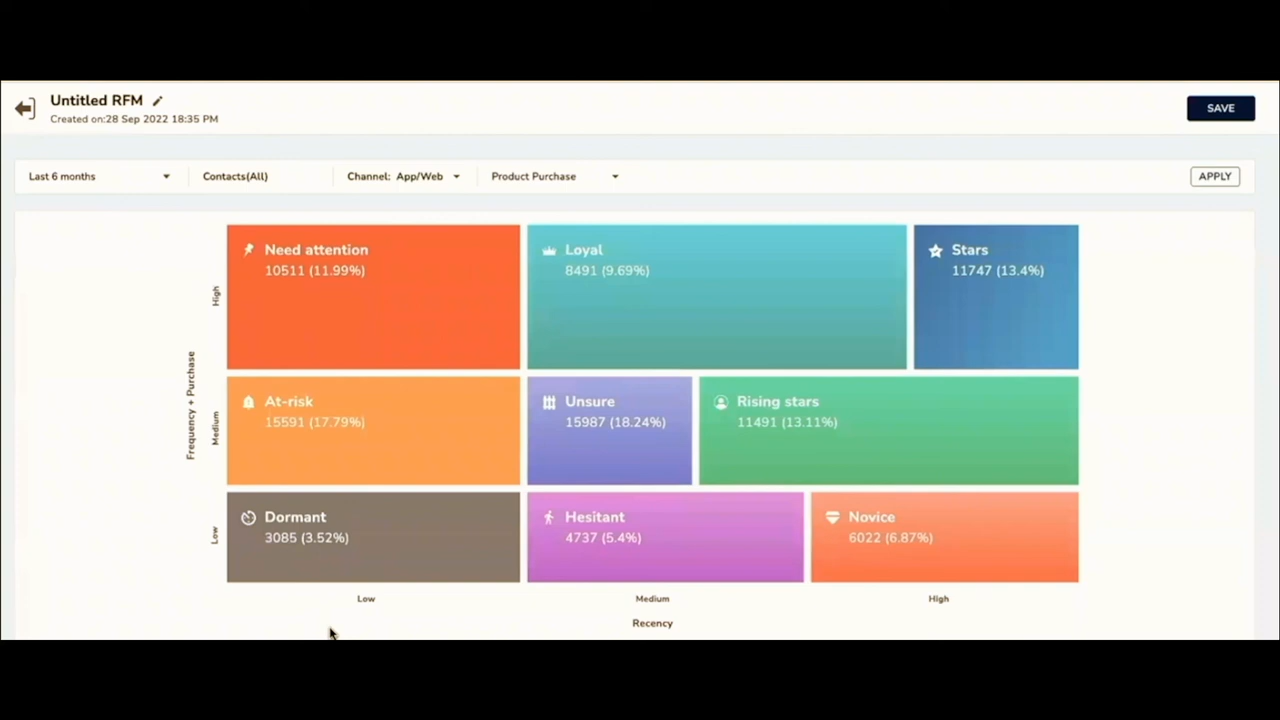 Untitled RFM
Created on:28 Sep 2022 18:35 PM
SAVE
Last 6 months
Contacts(All)
Channel: App/Web
Product Purchase
APPLY
Need attention
10511 (11.99%)
Loyal
8491 (9.69%)
Stars
11747 (13.4%)
High
At-risk
15591 (17.79%)
Unsure
15987 (18.24%)
Rising stars
11491 (13.11%)
Medium
Frequency + Purchase
Dormant
3085 (3.52%)
Hesitant
4737 (5.4%)
Novice
6022 (6.87%)
Low
Low
Medium
High
Recency